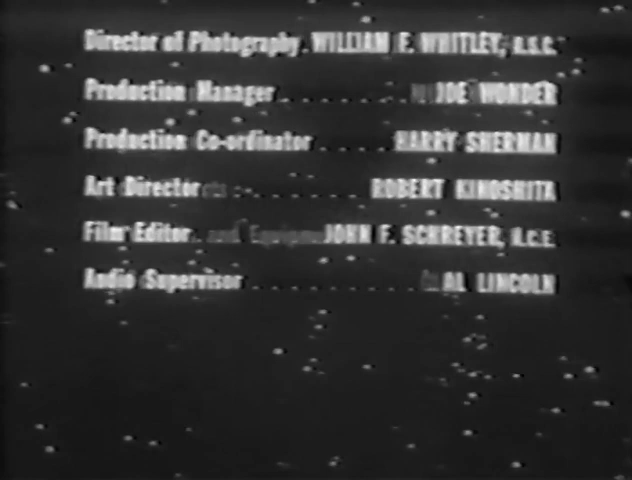 Director of Photography. WILLIAM F. WHITLEY, A.S.C.
Production Manager . . . . . . . . JOE WONDER
Production Co-ordinator . . . . . HARRY SHERMAN
Art Director . . . . . . . . . ROBERT KINOSHITA
Film Editor . . and JOHN F. SCHREYER, A.C.E.
Audio Supervisor . . . . . . . . . . . AL LINCOLN